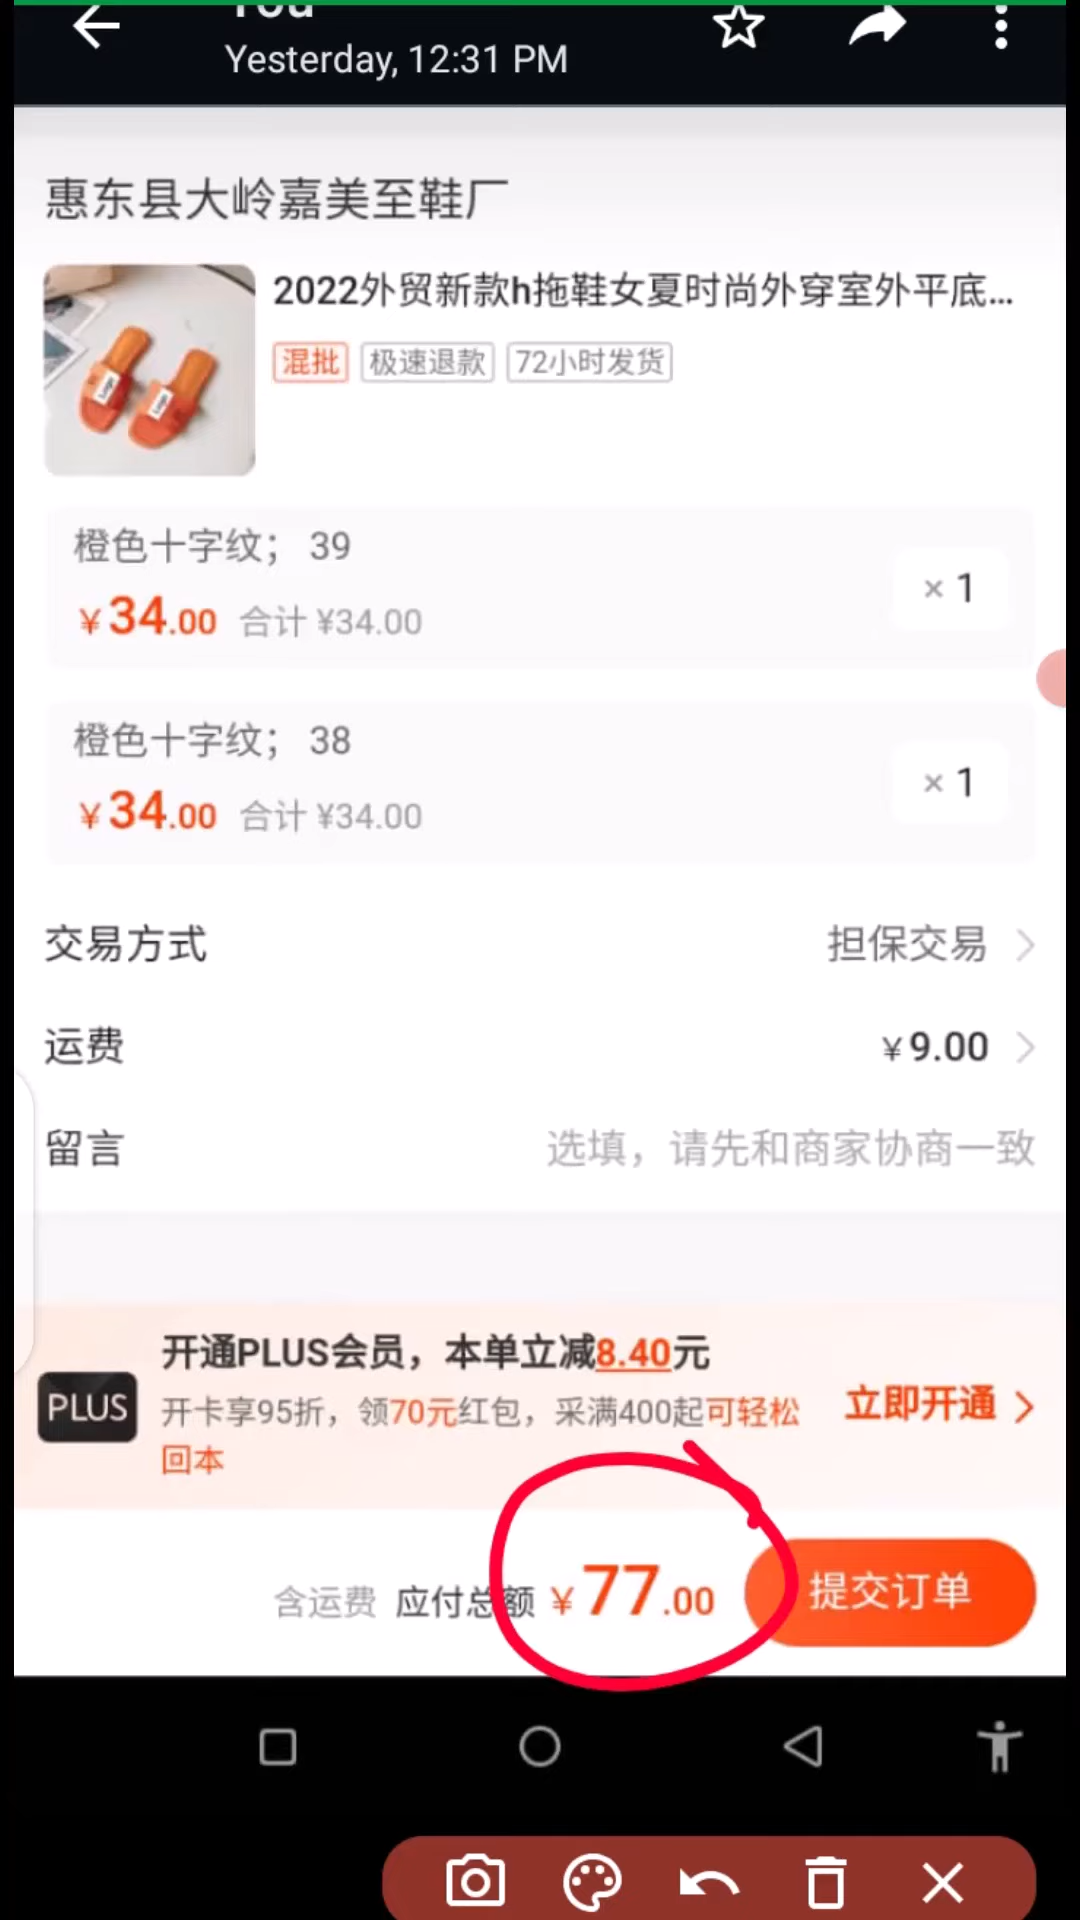 You
Yesterday, 12:31 PM
惠东县大岭嘉美至鞋厂
2022外贸新款h拖鞋女夏时尚外穿室外平底...
混批 极速退款 72小时发货
橙色十字纹； 39
¥34.00 合计 ¥34.00
× 1
橙色十字纹； 38
¥34.00 合计 ¥34.00
× 1
交易方式 担保交易
运费 ¥9.00
留言 选填，请先和商家协商一致
开通PLUS会员，本单立减8.40元
PLUS 开卡享95折，领70元红包，采满400起可轻松
回本
立即开通
含运费 应付总额 ¥77.00 提交订单